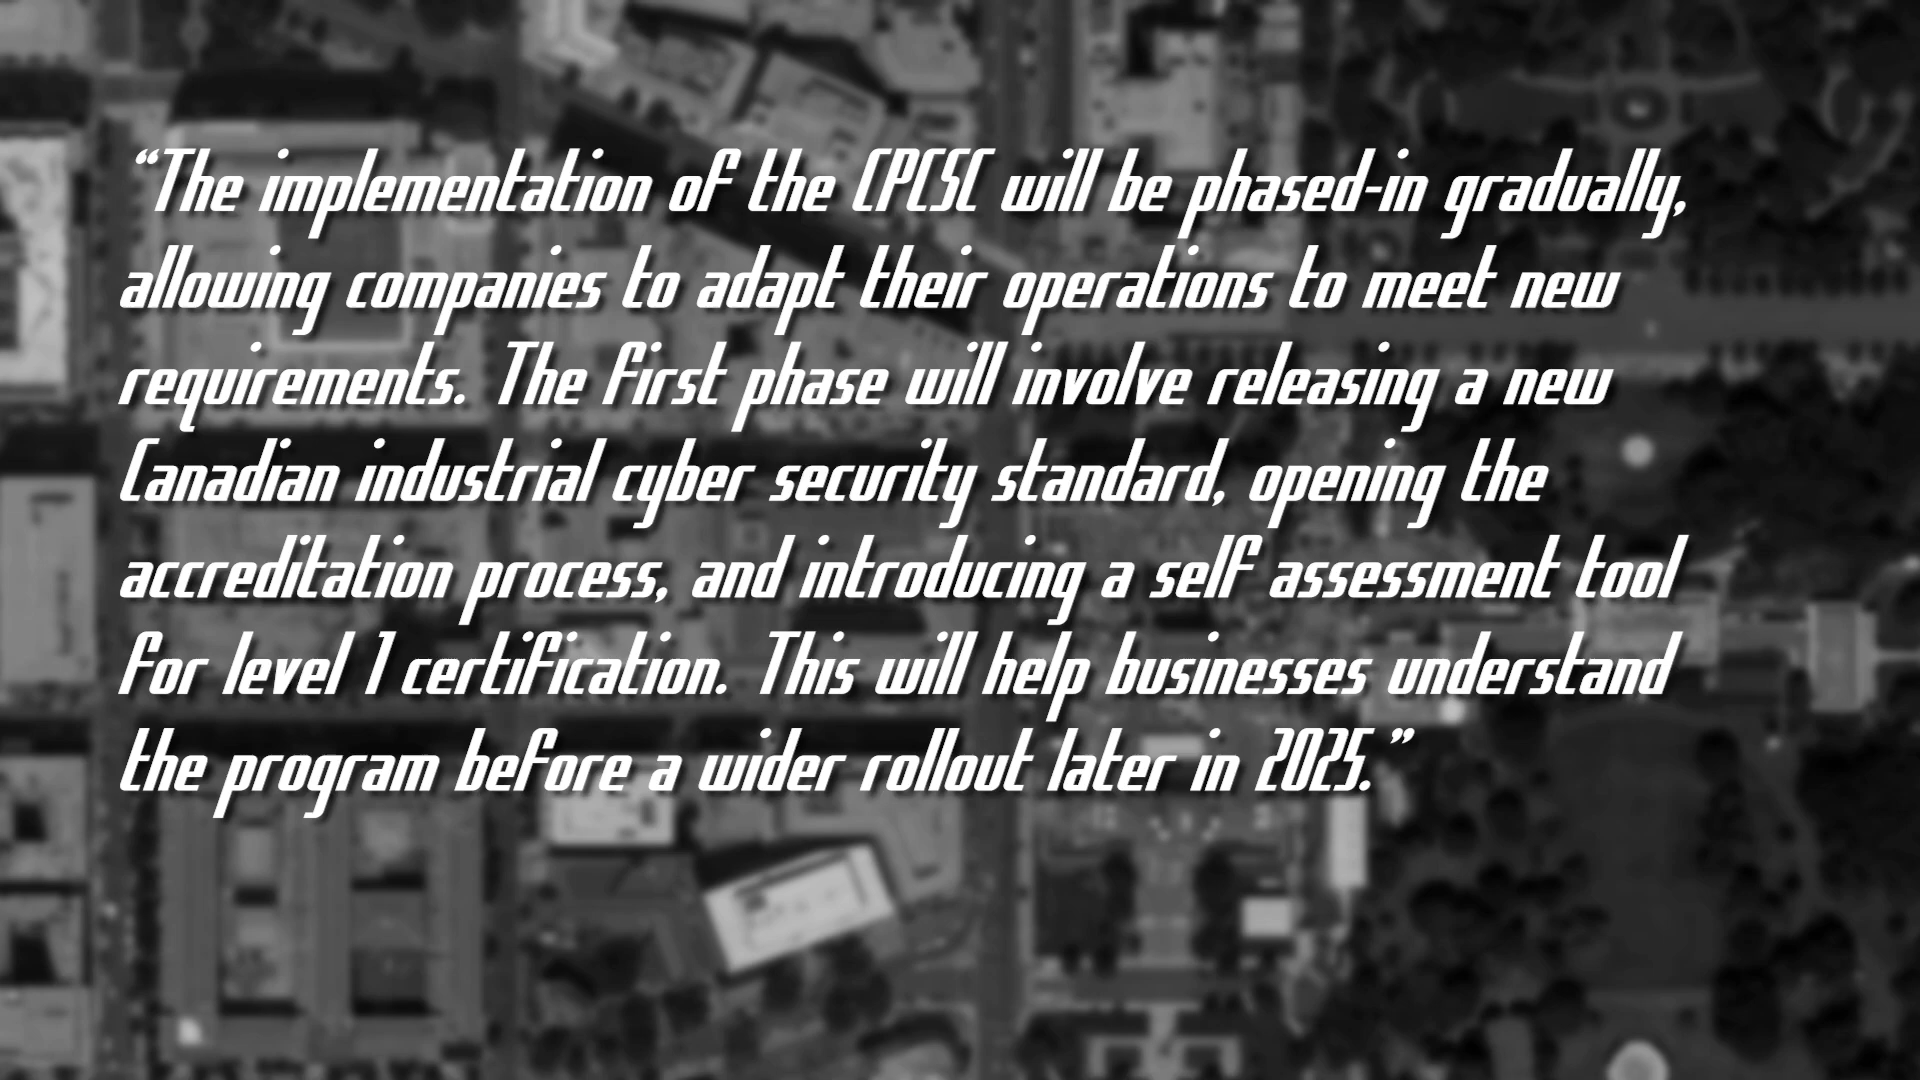 “The implementation of the CPCSC will be phased-in gradually,
allowing companies to adapt their operations to meet new
requirements. The first phase will involve releasing a new
Canadian industrial cyber security standard, opening the
accreditation process, and introducing a self assessment tool
for level 1 certification. This will help businesses understand
the program before a wider rollout later in 2025.”